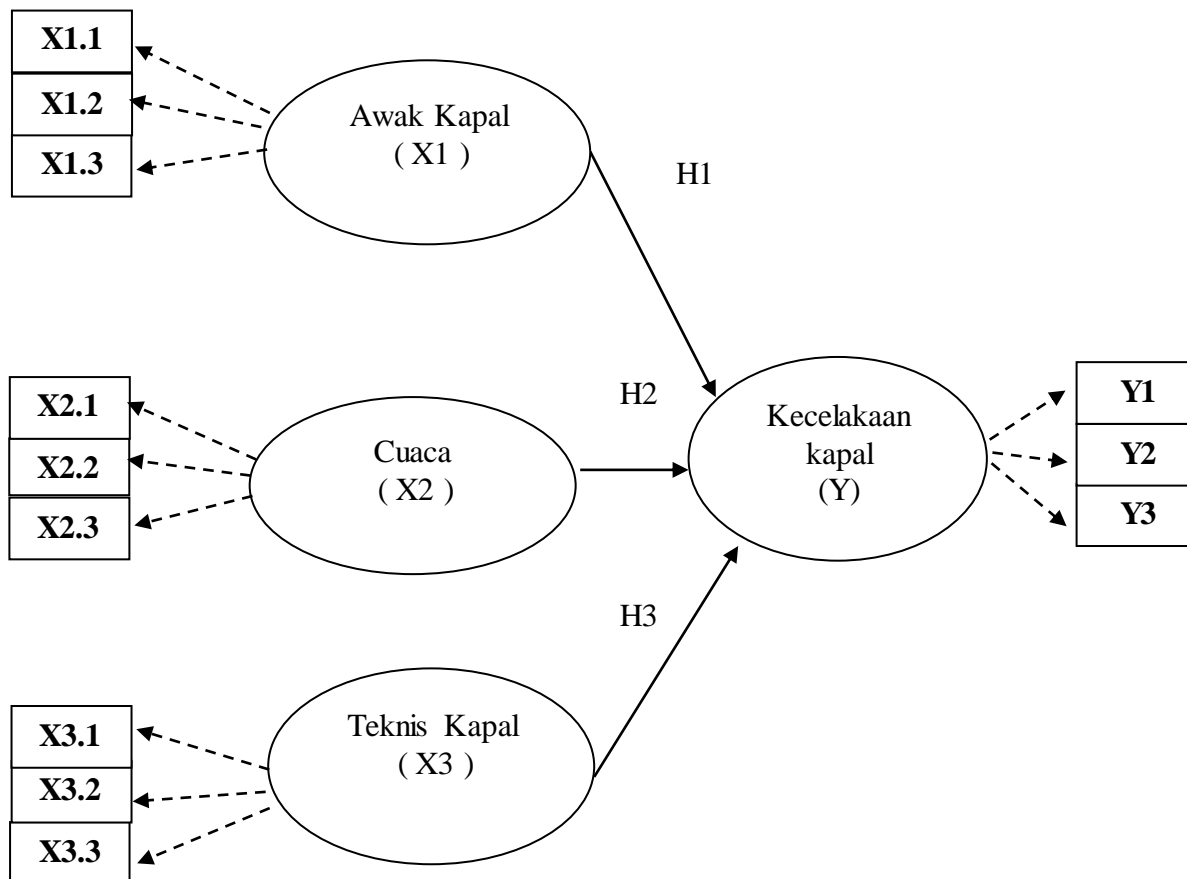 X1.1
X1.2
X1.3
Awak Kapal
( X1 )
H1
X2.1
X2.2
X2.3
Cuaca
( X2 )
H2
Kecelakaan
kapal
(Y)
Y1
Y2
Y3
H3
X3.1
X3.2
X3.3
Teknis Kapal
( X3 )